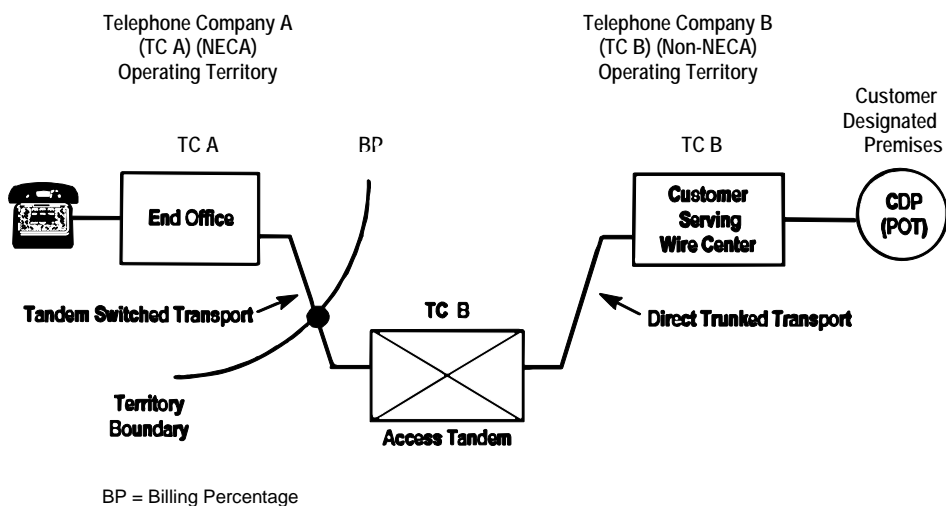 Telephone Company A
(TC A) (NECA)
Operating Territory
Telephone Company B
(TC B) (Non-NECA)
Operating Territory
Customer
Designated
Premises
TC A
BP
TC B
End Office
Customer
Serving
Wire Center
CDP
(POT)
Tandem Switched Transport
TC B
Direct Trunked Transport
Territory
Boundary
Access Tandem
BP = Billing Percentage